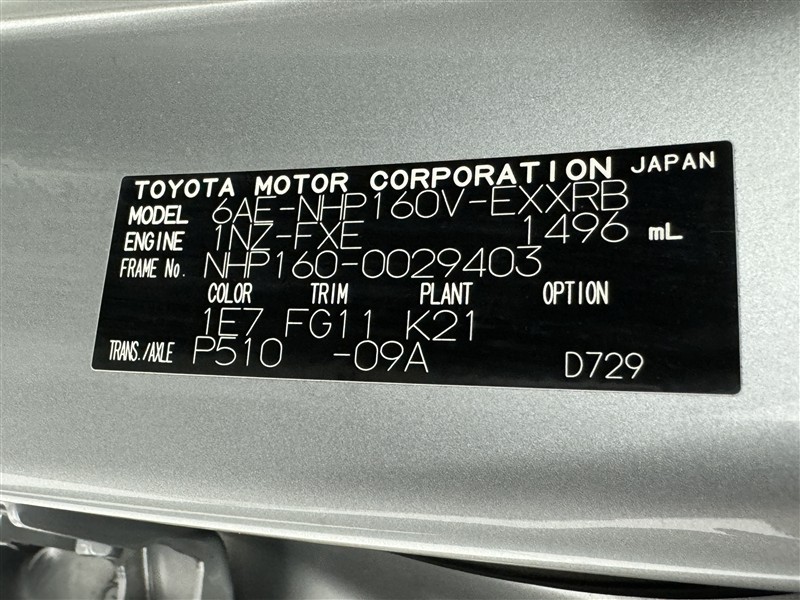 TOYOTA MOTOR CORPORATION JAPAN
MODEL 6AE-NHP160V-EXXRB
ENGINE 1NZ-FXE 1496 mL
FRAME No. NHP160-0029403
COLOR TRIM PLANT OPTION
1E7 FG11 K21
TRANS./AXLE P510 -09A D729